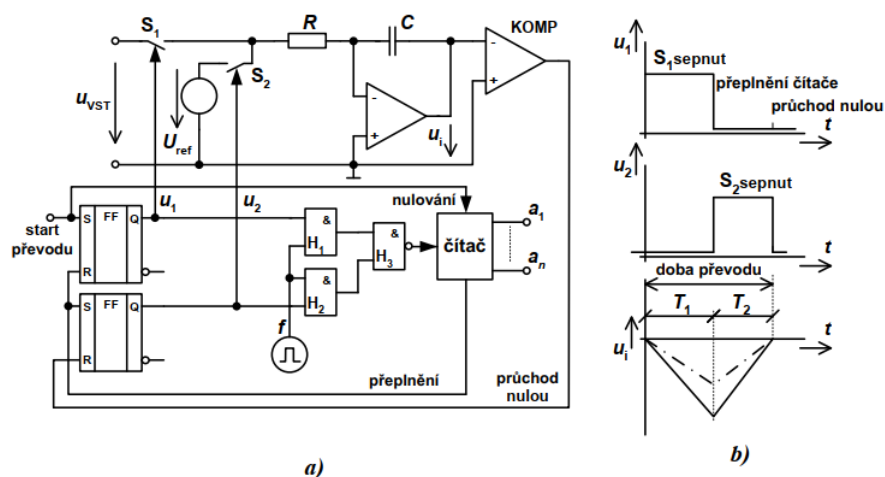 S1
R
C
KOMP
-
+
uVST
Uref
S2
-
+
ui
u1
u2
nulování
start
převodu
S FF Q
R
S FF Q
R
&
H1
&
H2
&
H3
čítač
a1
an
f
přeplnění
průchod
nulou
a)
u1
S1sepnut
přeplnění čítače
průchod nulou
t
u2
S2sepnut
t
doba převodu
T1
T2
t
ui
b)